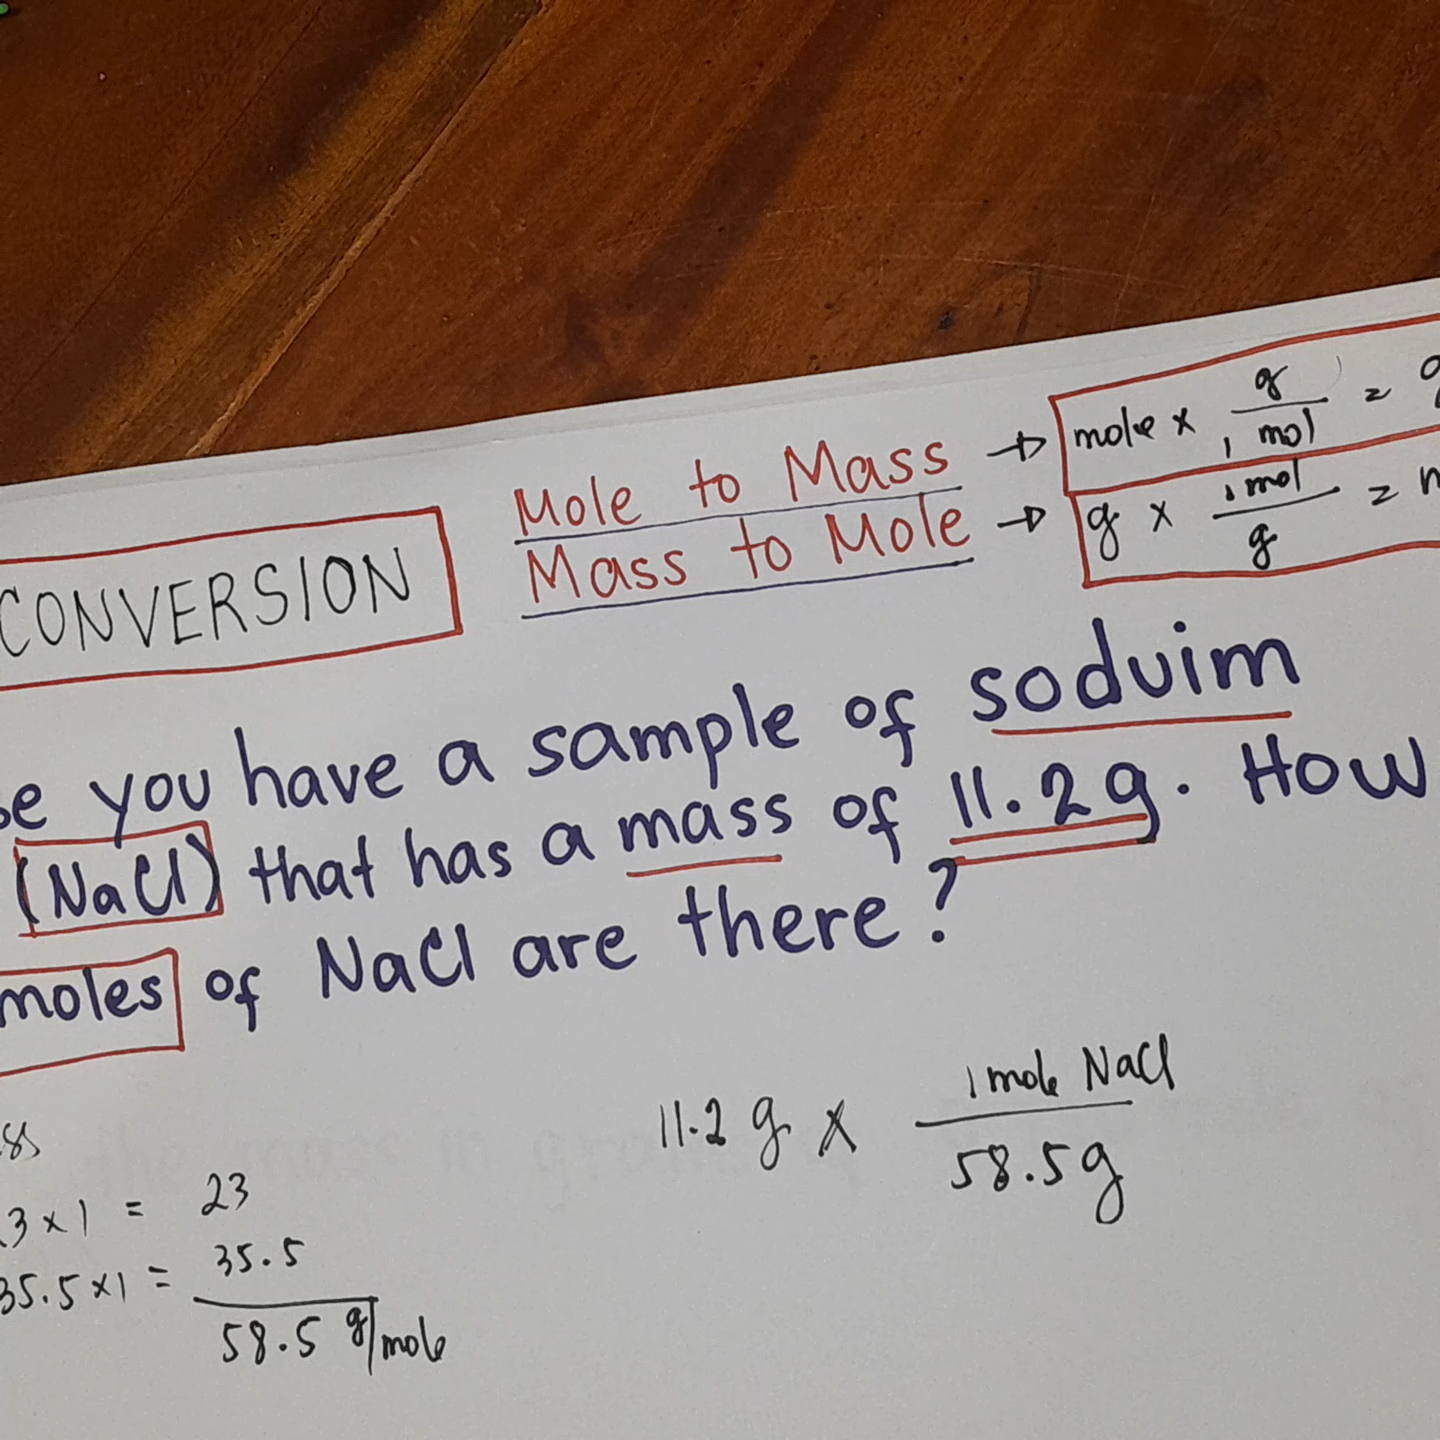 Mole to Mass → mole x g / 1 mol = g
CONVERSION
Mass to Mole → g x 1 mol / g =
you have a sample of soduim
(NaCl) that has a mass of 11.2g. How
moles of NaCl are there?
11.2 g x 1 mole NaCl / 58.5g
3 x 1 = 23
35.5 x 1 = 35.5
58.5 g/mole